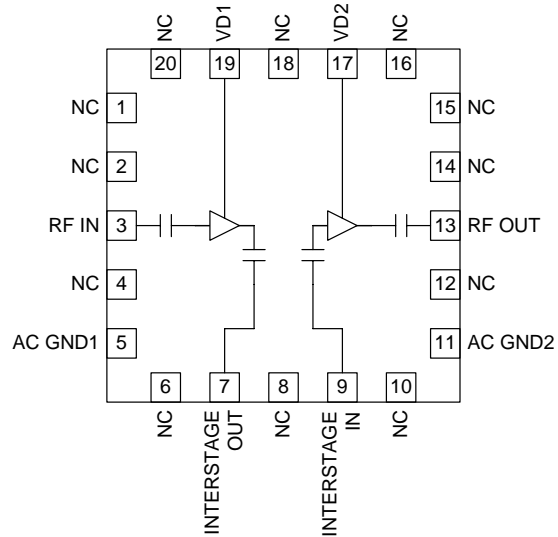 NC
VD1
NC
VD2
NC
20
19
18
17
16
NC 1
15 NC
NC 2
14 NC
RF IN 3
13 RF OUT
NC 4
12 NC
AC GND1 5
11 AC GND2
6
7
8
9
10
NC
INTERSTAGE
OUT
NC
INTERSTAGE
IN
NC